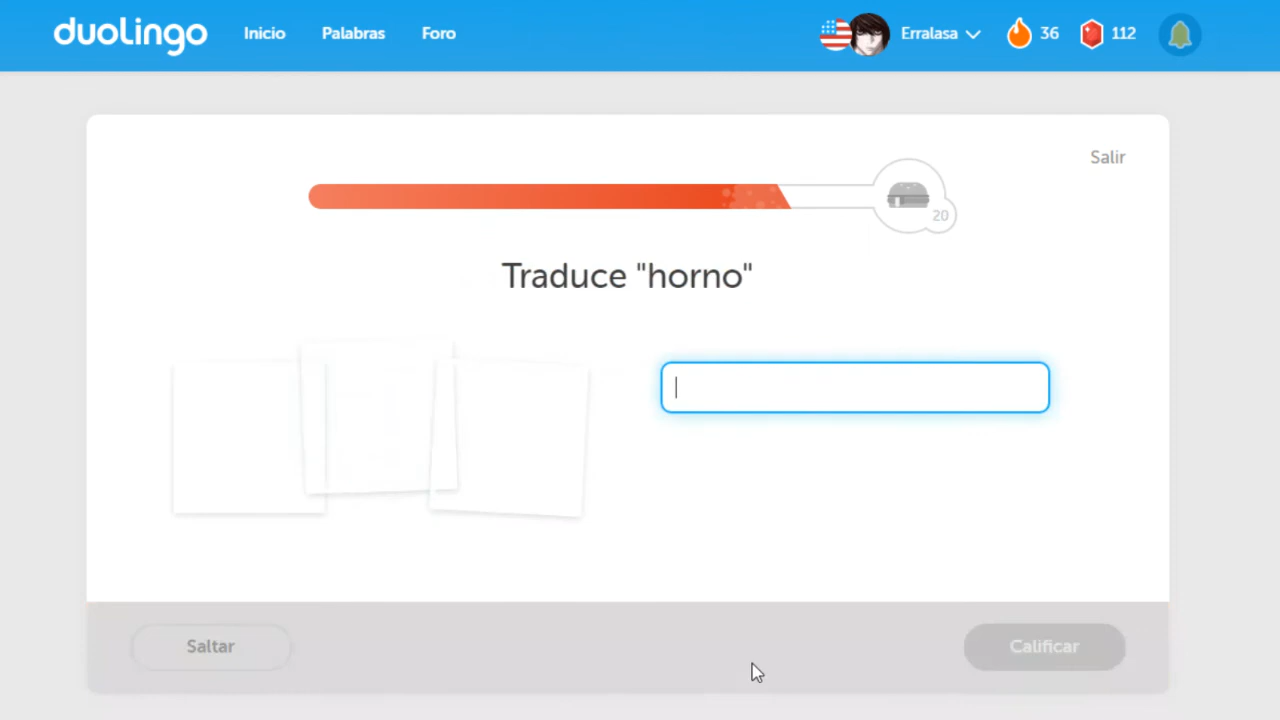 duolingo Inicio Palabras Foro Erralasa 36 112
Salir
20
Traduce "horno"
Saltar Calificar